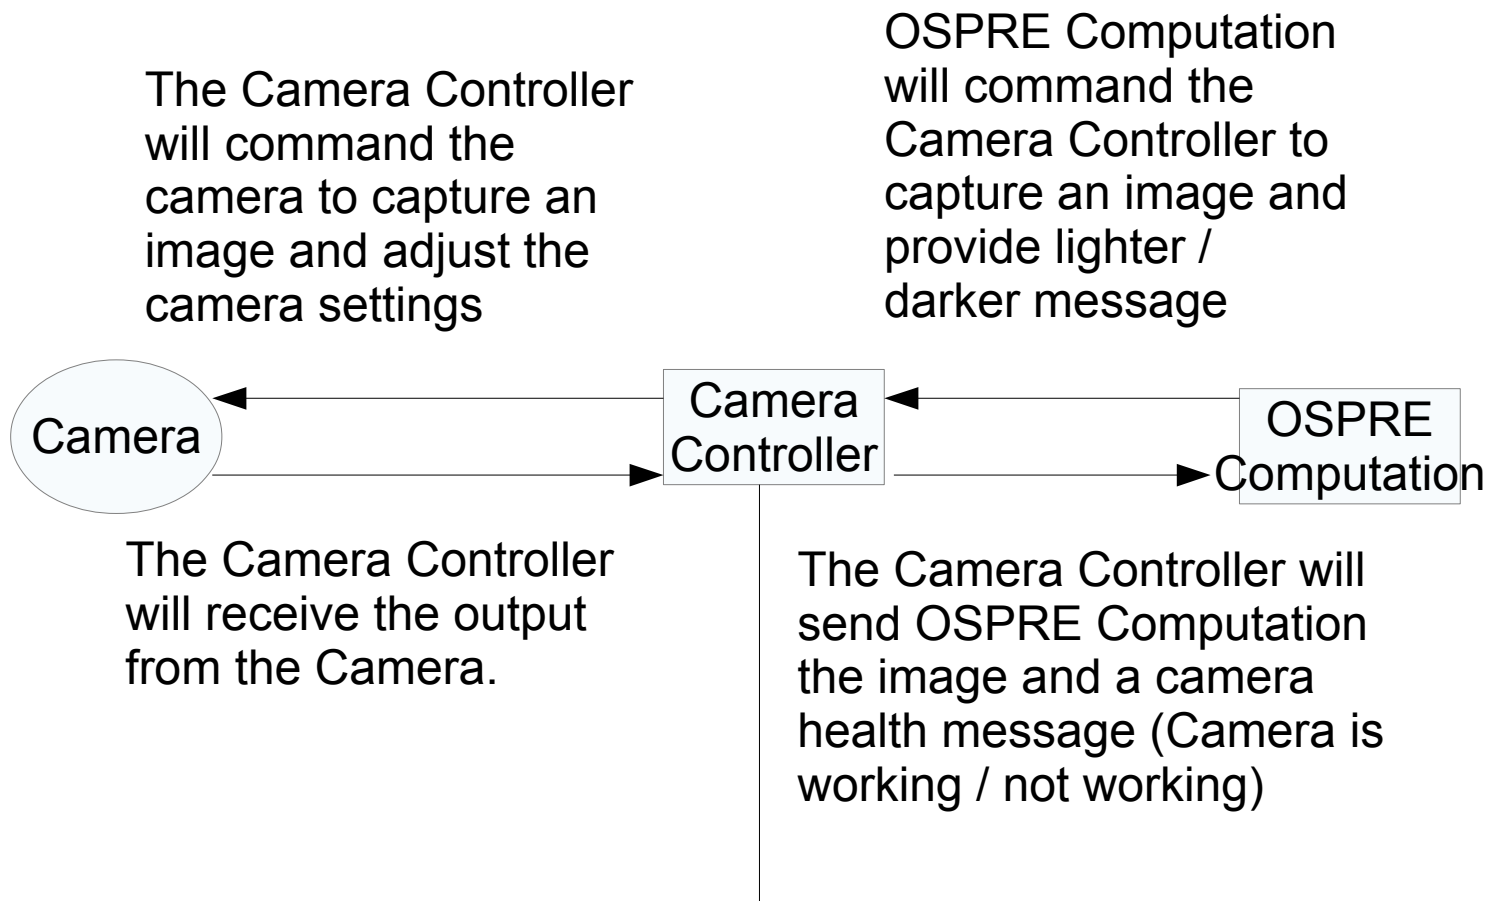 The Camera Controller
will command the
camera to capture an
image and adjust the
camera settings
OSPRE Computation
will command the
Camera Controller to
capture an image and
provide lighter /
darker message
Camera
Camera
Controller
OSPRE
Computation
The Camera Controller
will receive the output
from the Camera.
The Camera Controller will
send OSPRE Computation
the image and a camera
health message (Camera is
working / not working)